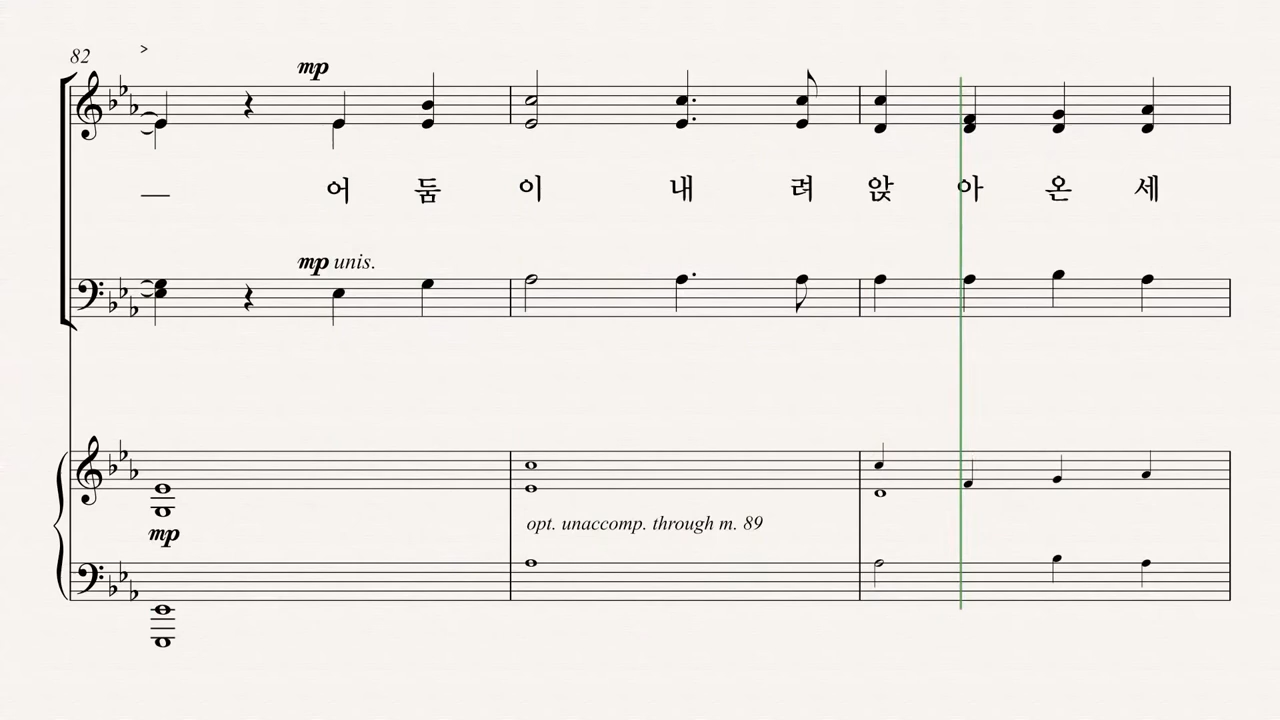 82
mp
어 둠 이 내 려 앉 아 온 세
mp unis.
mp
opt. unaccomp. through m. 89